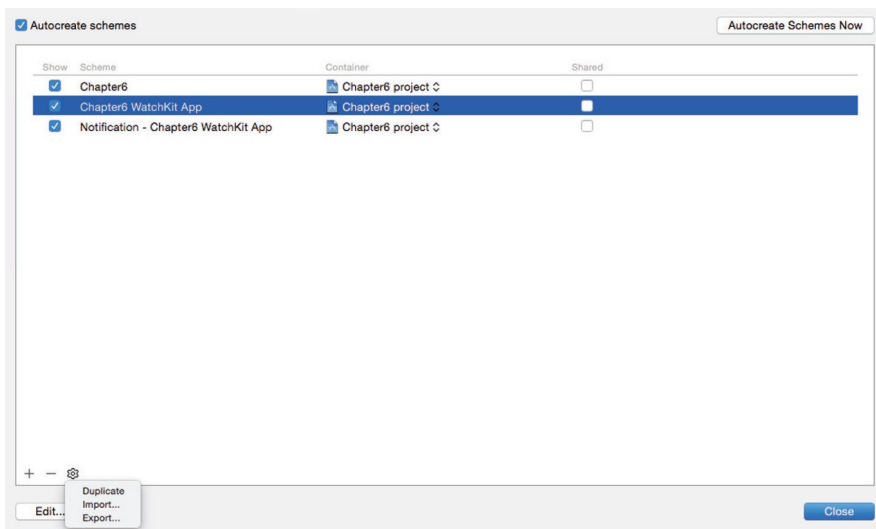 Autocreate schemes Autocreate Schemes Now
Show Scheme Container Shared
Chapter6 Chapter6 project
Chapter6 WatchKit App Chapter6 project
Notification - Chapter6 WatchKit App Chapter6 project
Duplicate
Import...
Export...
Edit... Close